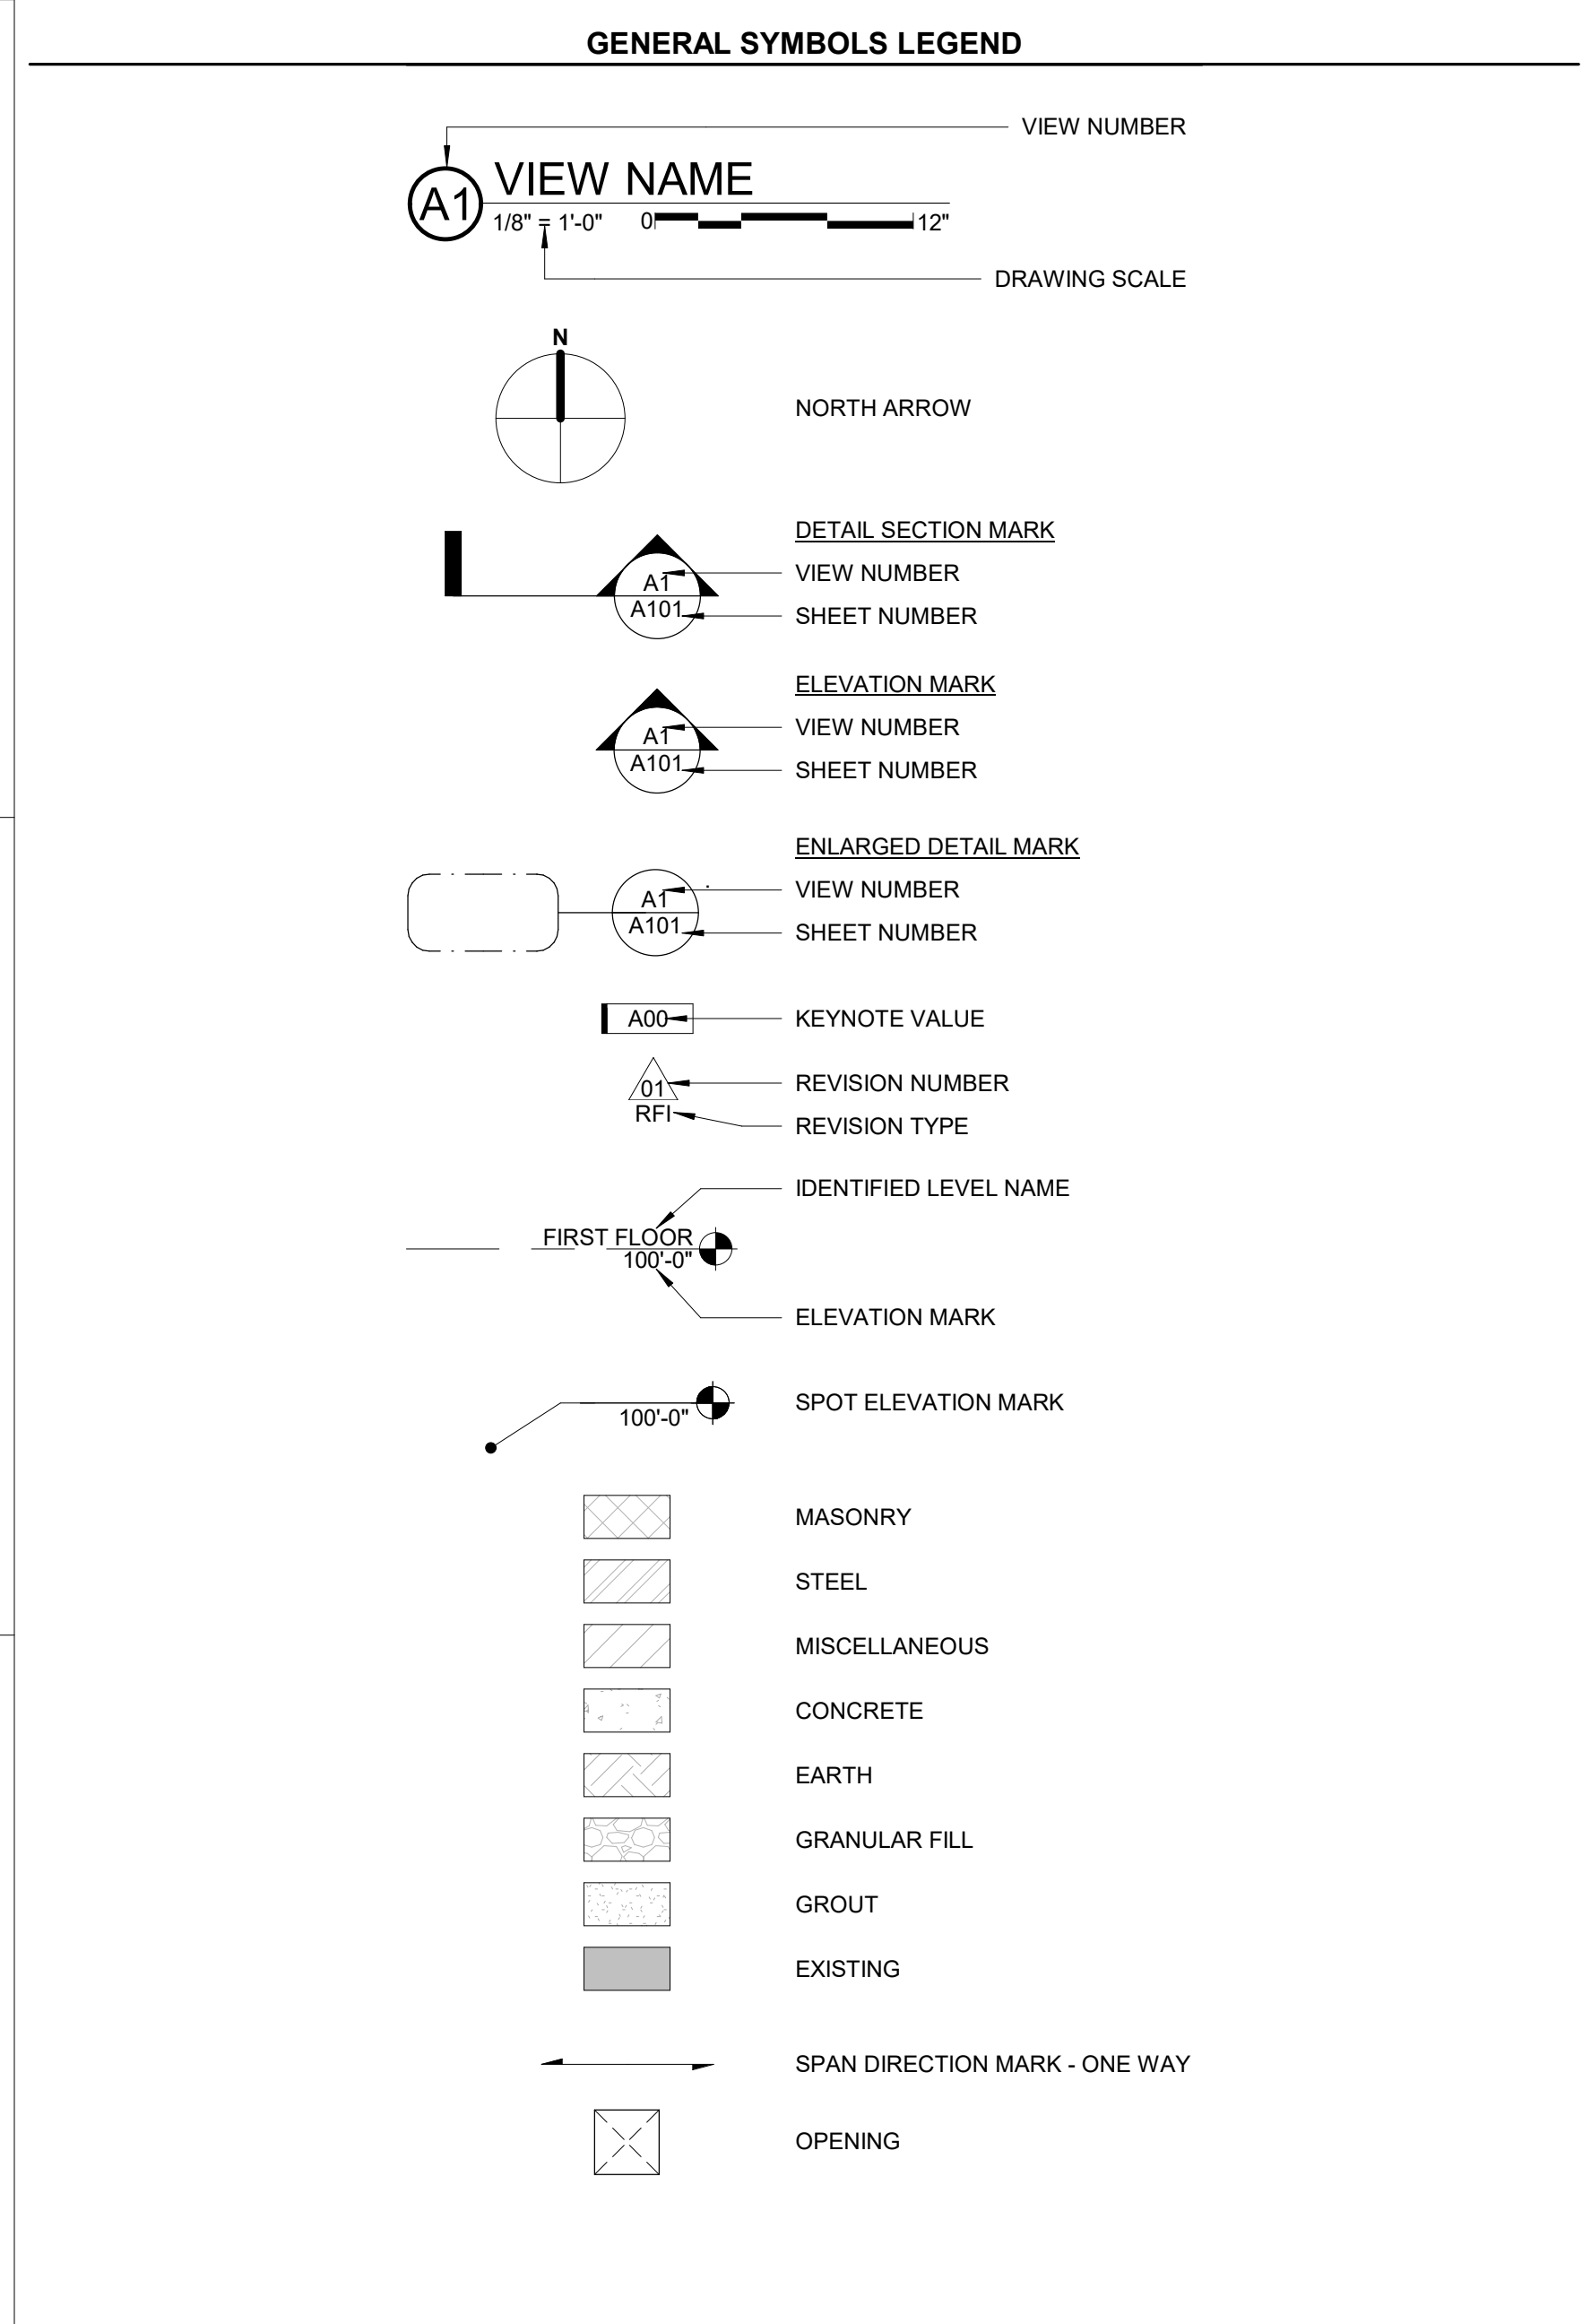 GENERAL SYMBOLS LEGEND
VIEW NUMBER
A1 VIEW NAME
1/8" = 1'-0" 0 12"
DRAWING SCALE
N
NORTH ARROW
DETAIL SECTION MARK
A1 VIEW NUMBER
A101 SHEET NUMBER
ELEVATION MARK
A1 VIEW NUMBER
A101 SHEET NUMBER
ENLARGED DETAIL MARK
A1 VIEW NUMBER
A101 SHEET NUMBER
A00 KEYNOTE VALUE
01 REVISION NUMBER
RFI REVISION TYPE
IDENTIFIED LEVEL NAME
FIRST FLOOR
100'-0"
ELEVATION MARK
SPOT ELEVATION MARK
100'-0"
MASONRY
STEEL
MISCELLANEOUS
CONCRETE
EARTH
GRANULAR FILL
GROUT
EXISTING
SPAN DIRECTION MARK - ONE WAY
OPENING